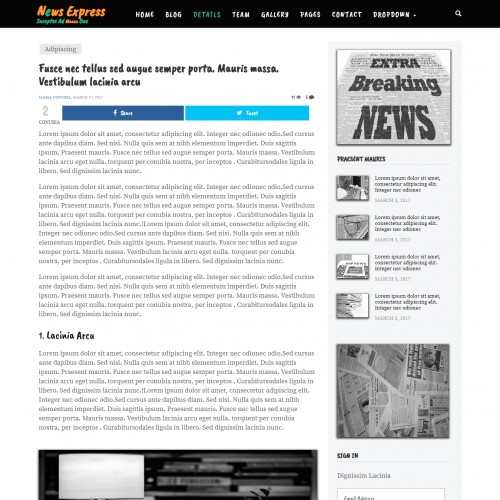 News Express
Inceptos Ad Massa One
HOME BLOG DETAILS TEAM GALLERY PAGES CONTACT DROPDOWN
Adipiscing
Fusce nec tellus sed augue semper porta. Mauris massa.
Vestibulum lacinia arcu
MASSA VICTORIA, MARCH 17, 2017
2
CONUBIA
Share
Tweet
Lorem ipsum dolor sit amet, consectetur adipiscing elit. Integer nec odionec odio.Sed cursus
ante dapibus diam. Sed nisi. Nulla quis sem at nibh elementum imperdiet. Duis sagittis
ipsum. Praesent mauris. Fusce nec tellus sed augue semper porta. Mauris massa. Vestibulum
lacinia arcu eget nulla. torquent per conubia nostra, per inceptos . Curabitursodales ligula in
libero. Sed dignissim lacinia nunc.
Lorem ipsum dolor sit amet, consectetur adipiscing elit. Integer nec odionec odio.Sed cursus
ante dapibus diam. Sed nisi. Nulla quis sem at nibh elementum imperdiet. Duis sagittis
ipsum. Praesent mauris. Fusce nec tellus sed augue semper porta. Mauris massa. Vestibulum
lacinia arcu eget nulla. torquent per conubia nostra, per inceptos . Curabitursodales ligula in
libero. Sed dignissim lacinia nunc.!Lorem ipsum dolor sit amet, consectetur adipiscing elit.
Integer nec odionec odio.Sed cursus ante dapibus diam. Sed nisi. Nulla quis sem at nibh
elementum imperdiet. Duis sagittis ipsum. Praesent mauris. Fusce nec tellus sed augue
semper porta. Mauris massa. Vestibulum lacinia arcu eget nulla. torquent per conubia
nostra, per inceptos . Curabitursodales ligula in libero. Sed dignissim lacinia nunc.
Lorem ipsum dolor sit amet, consectetur adipiscing elit. Integer nec odionec odio.Sed cursus
ante dapibus diam. Sed nisi. Nulla quis sem at nibh elementum imperdiet. Duis sagittis
ipsum. Praesent mauris. Fusce nec tellus sed augue semper porta. Mauris massa. Vestibulum
lacinia arcu eget nulla. torquent per conubia nostra, per inceptos . Curabitursodales ligula in
libero. Sed dignissim lacinia nunc.
1. Lacinia Arcu
Lorem ipsum dolor sit amet, consectetur adipiscing elit. Integer nec odionec odio.Sed cursus
ante dapibus diam. Sed nisi. Nulla quis sem at nibh elementum imperdiet. Duis sagittis
ipsum. Praesent mauris. Fusce nec tellus sed augue semper porta. Mauris massa. Vestibulum
lacinia arcu eget nulla. torquent per conubia nostra, per inceptos . Curabitursodales ligula in
libero. Sed dignissim lacinia nunc.!Lorem ipsum dolor sit amet, consectetur adipiscing elit.
Integer nec odionec odio.Sed cursus ante dapibus diam. Sed nisi. Nulla quis sem at nibh
elementum imperdiet. Duis sagittis ipsum. Praesent mauris. Fusce nec tellus sed augue
semper porta. Mauris massa. Vestibulum lacinia arcu eget nulla. torquent per conubia
nostra, per inceptos . Curabitursodales ligula in libero. Sed dignissim lacinia nunc.
EXTRA
Breaking
NEWS
PRAESENT MAURIS
Lorem ipsum dolor sit amet,
consectetur adipiscing elit.
Integer nec odionec
MARCH 3, 2017
Lorem ipsum dolor sit amet,
consectetur adipiscing elit.
Integer nec odionec
MARCH 3, 2017
Lorem ipsum dolor sit amet,
consectetur adipiscing elit.
Integer nec odionec
MARCH 3, 2017
Lorem ipsum dolor sit amet,
consectetur adipiscing elit.
Integer nec odionec
MARCH 3, 2017
SIGN IN
Dignissim Lacinia
Email Address